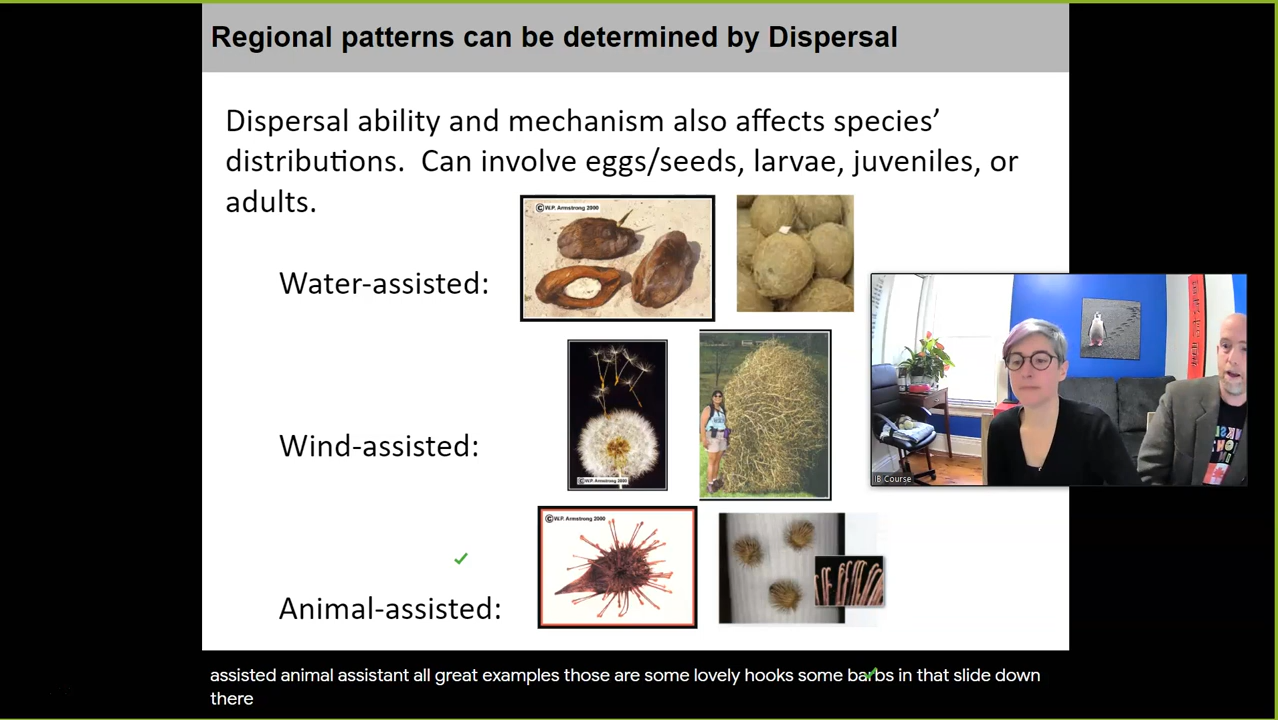 Regional patterns can be determined by Dispersal
Dispersal ability and mechanism also affects species’
distributions.  Can involve eggs/seeds, larvae, juveniles, or
adults.
©W.P. Armstrong 2000
Water-assisted:
Wind-assisted:
©W.P. Armstrong 2000
IB Course
©W.P. Armstrong 2000
Animal-assisted:
assisted animal assistant all great examples those are some lovely hooks some barbs in that slide down
there